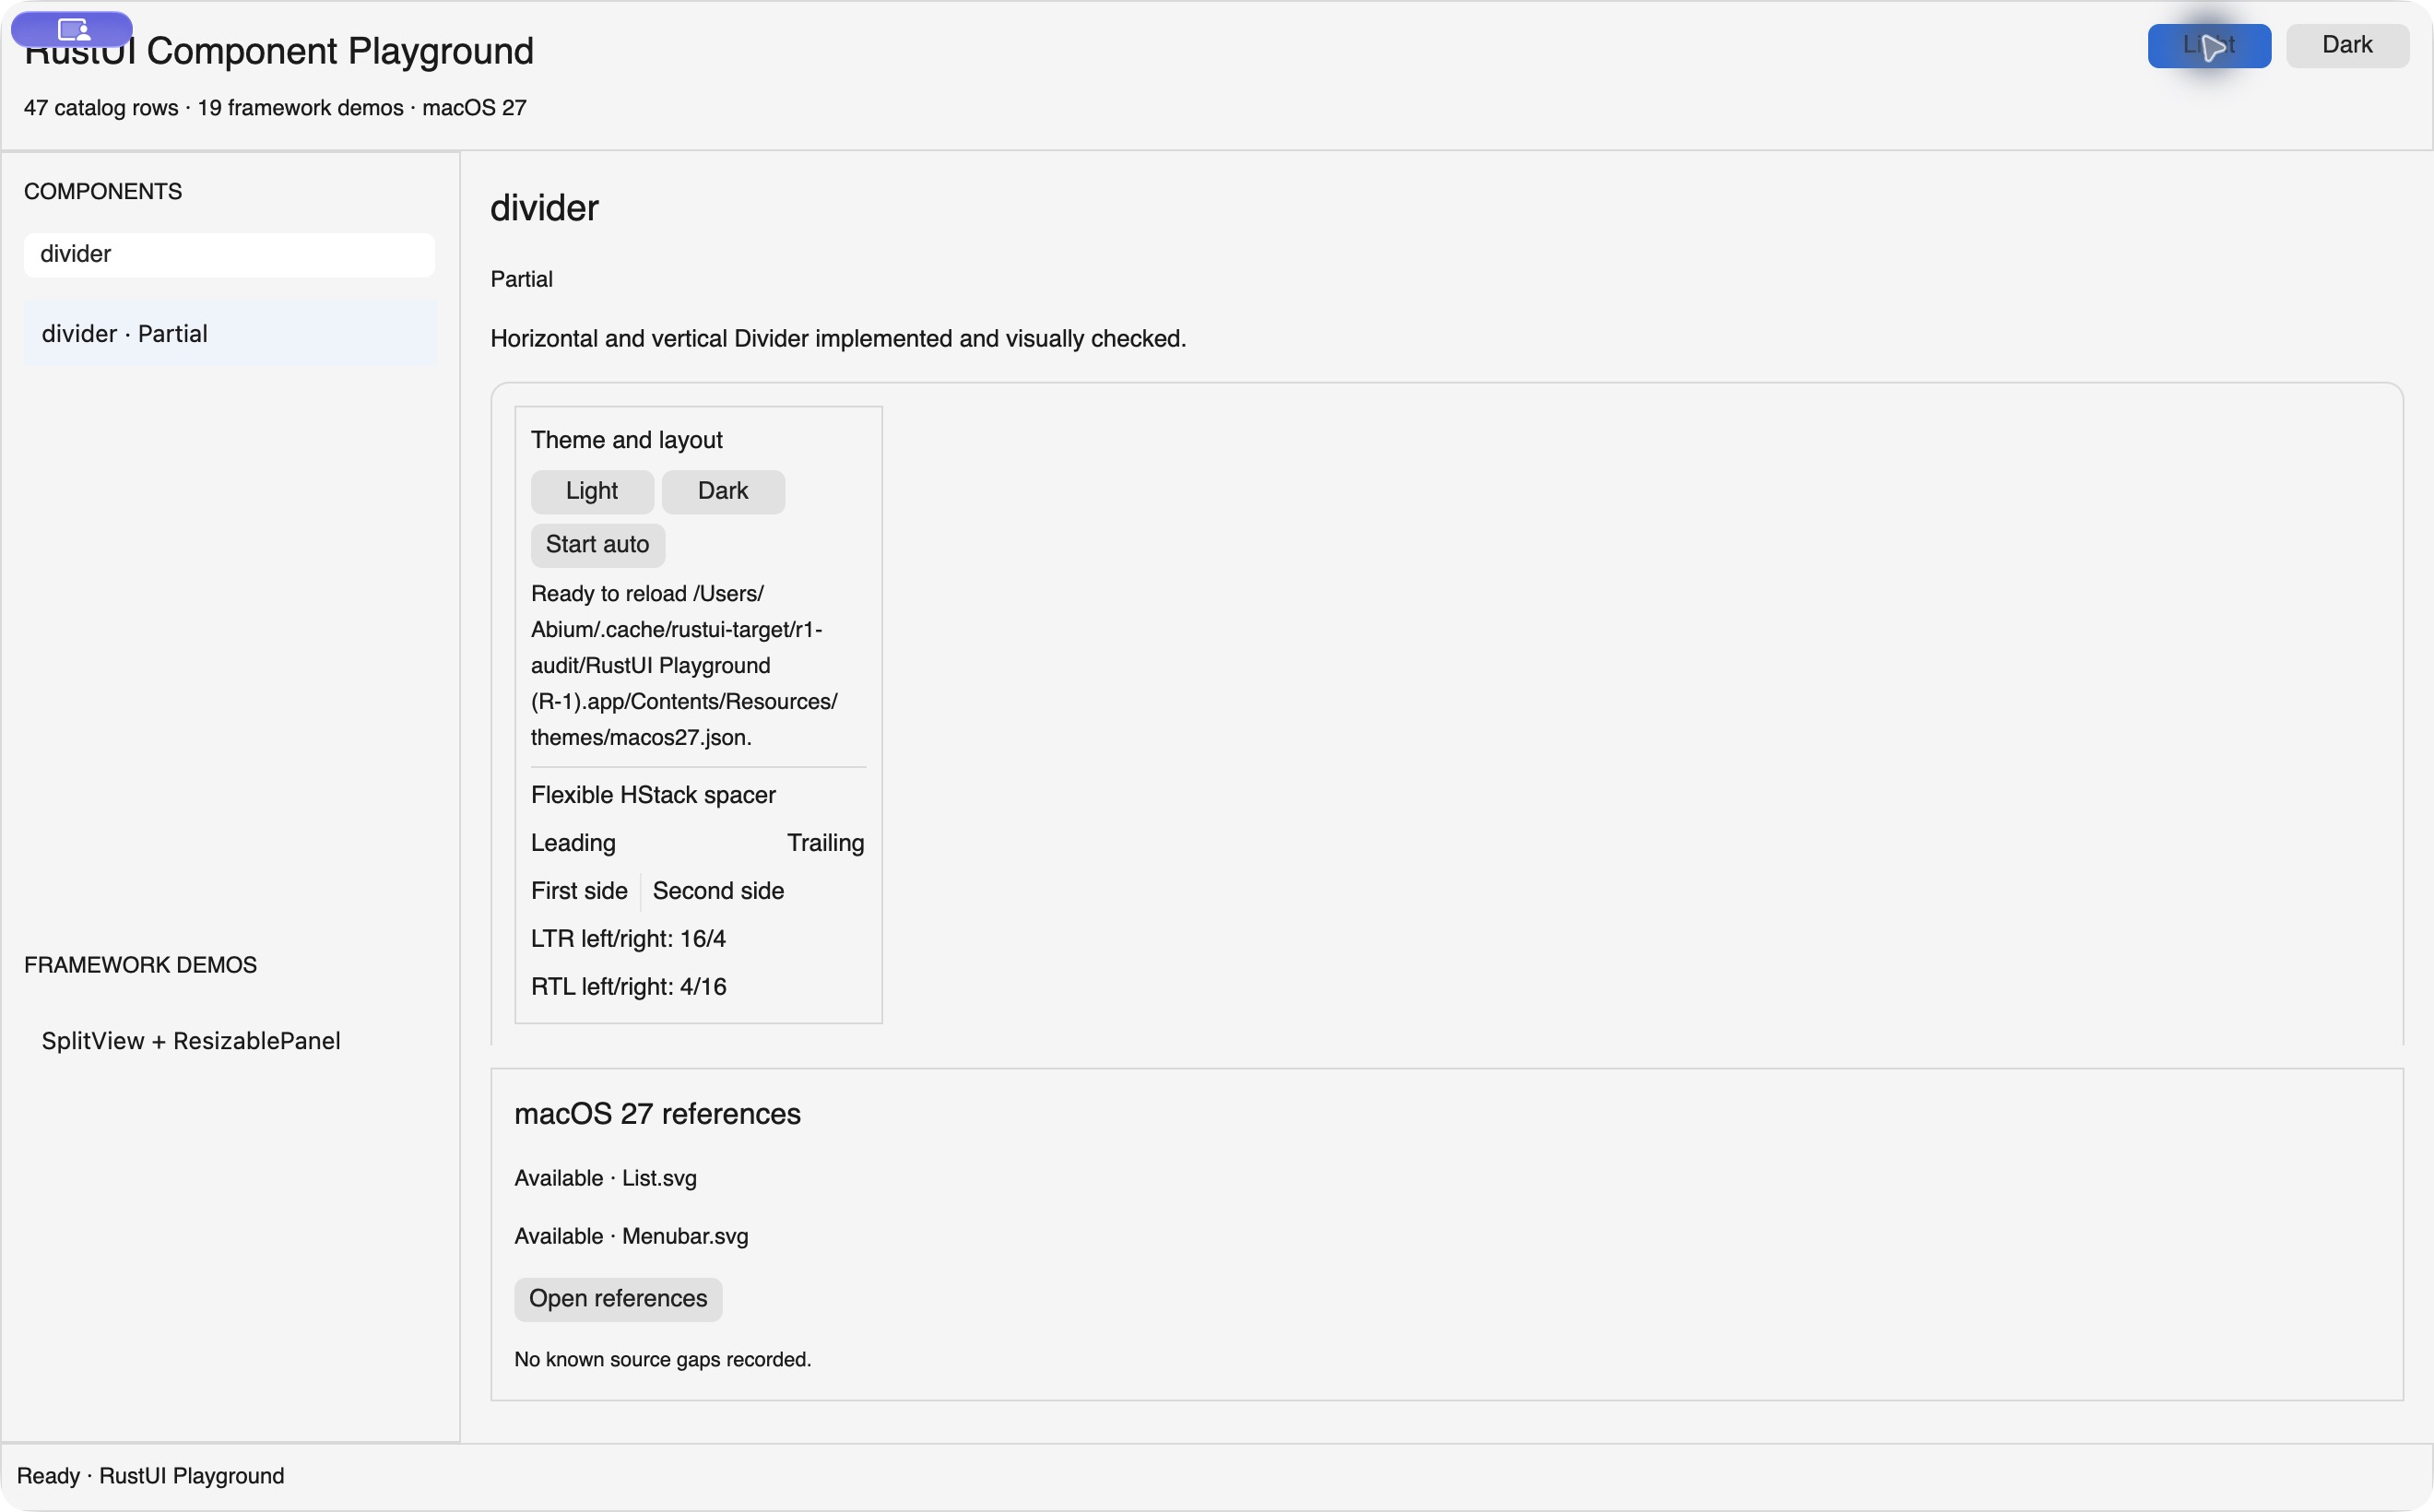 RustUI Component Playground
Light
Dark
47 catalog rows · 19 framework demos · macOS 27
COMPONENTS
divider
divider · Partial
FRAMEWORK DEMOS
SplitView + ResizablePanel
divider
Partial
Horizontal and vertical Divider implemented and visually checked.
Theme and layout
Light
Dark
Start auto
Ready to reload /Users/
Abium/.cache/rustui-target/r1-
audit/RustUI Playground
(R-1).app/Contents/Resources/
themes/macos27.json.
Flexible HStack spacer
Leading
Trailing
First side
Second side
LTR left/right: 16/4
RTL left/right: 4/16
macOS 27 references
Available · List.svg
Available · Menubar.svg
Open references
No known source gaps recorded.
Ready · RustUI Playground